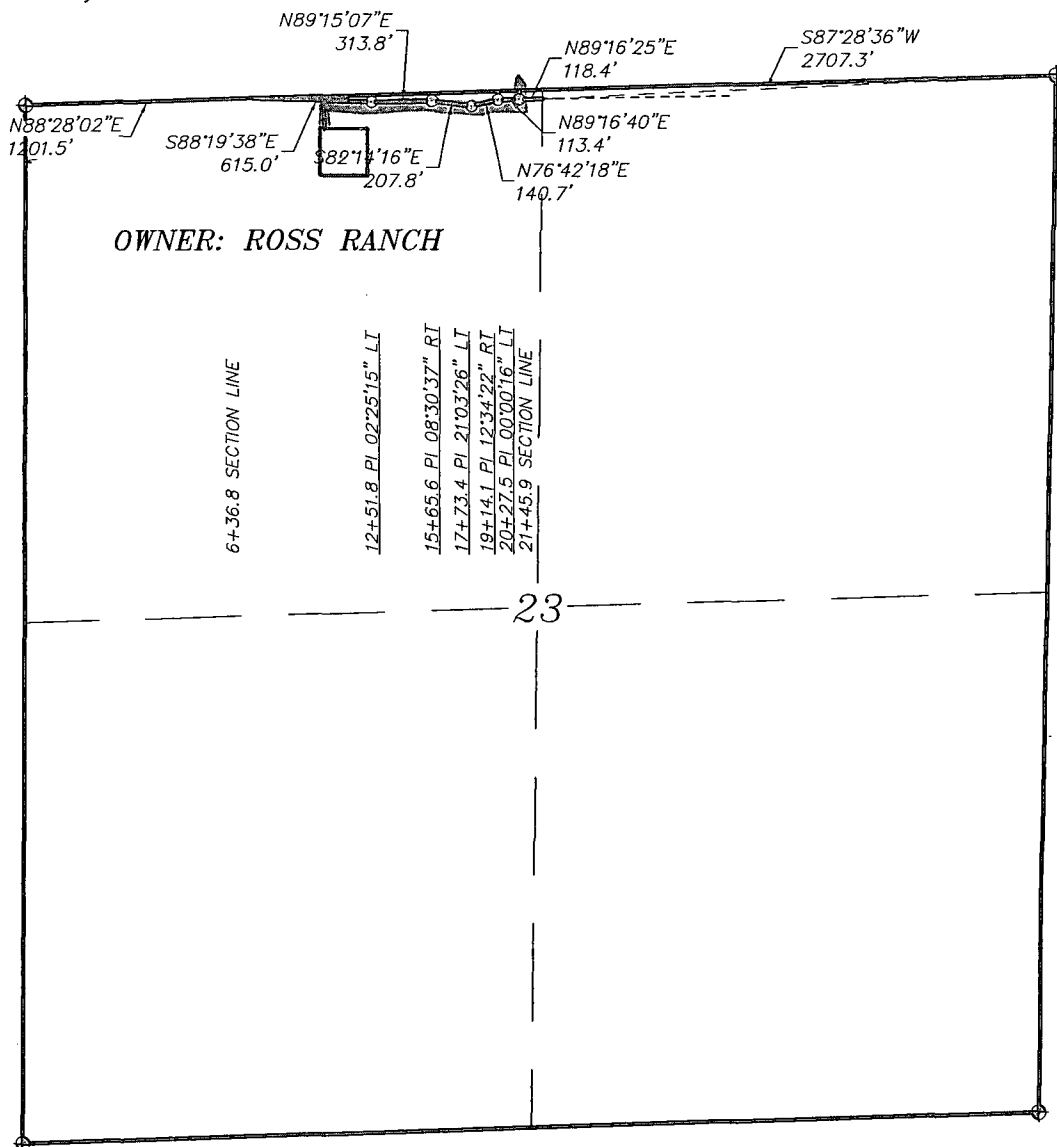 N89°15'07"E
313.8'
N89°16'25"E
118.4'
S87°28'36"W
2707.3'
N88°28'02"E
1201.5'
S88°19'38"E
615.0'
S82°14'16"E
207.8'
N89°16'40"E
113.4'
N76°42'18"E
140.7'
OWNER: ROSS RANCH
6+36.8 SECTION LINE
12+51.8 PI 02°25'15" LT
15+65.6 PI 08°30'37" RT
17+73.4 PI 21°03'26" LT
19+14.1 PI 12°34'22" RT
20+27.5 PI 00°00'16" LT
21+45.9 SECTION LINE
23